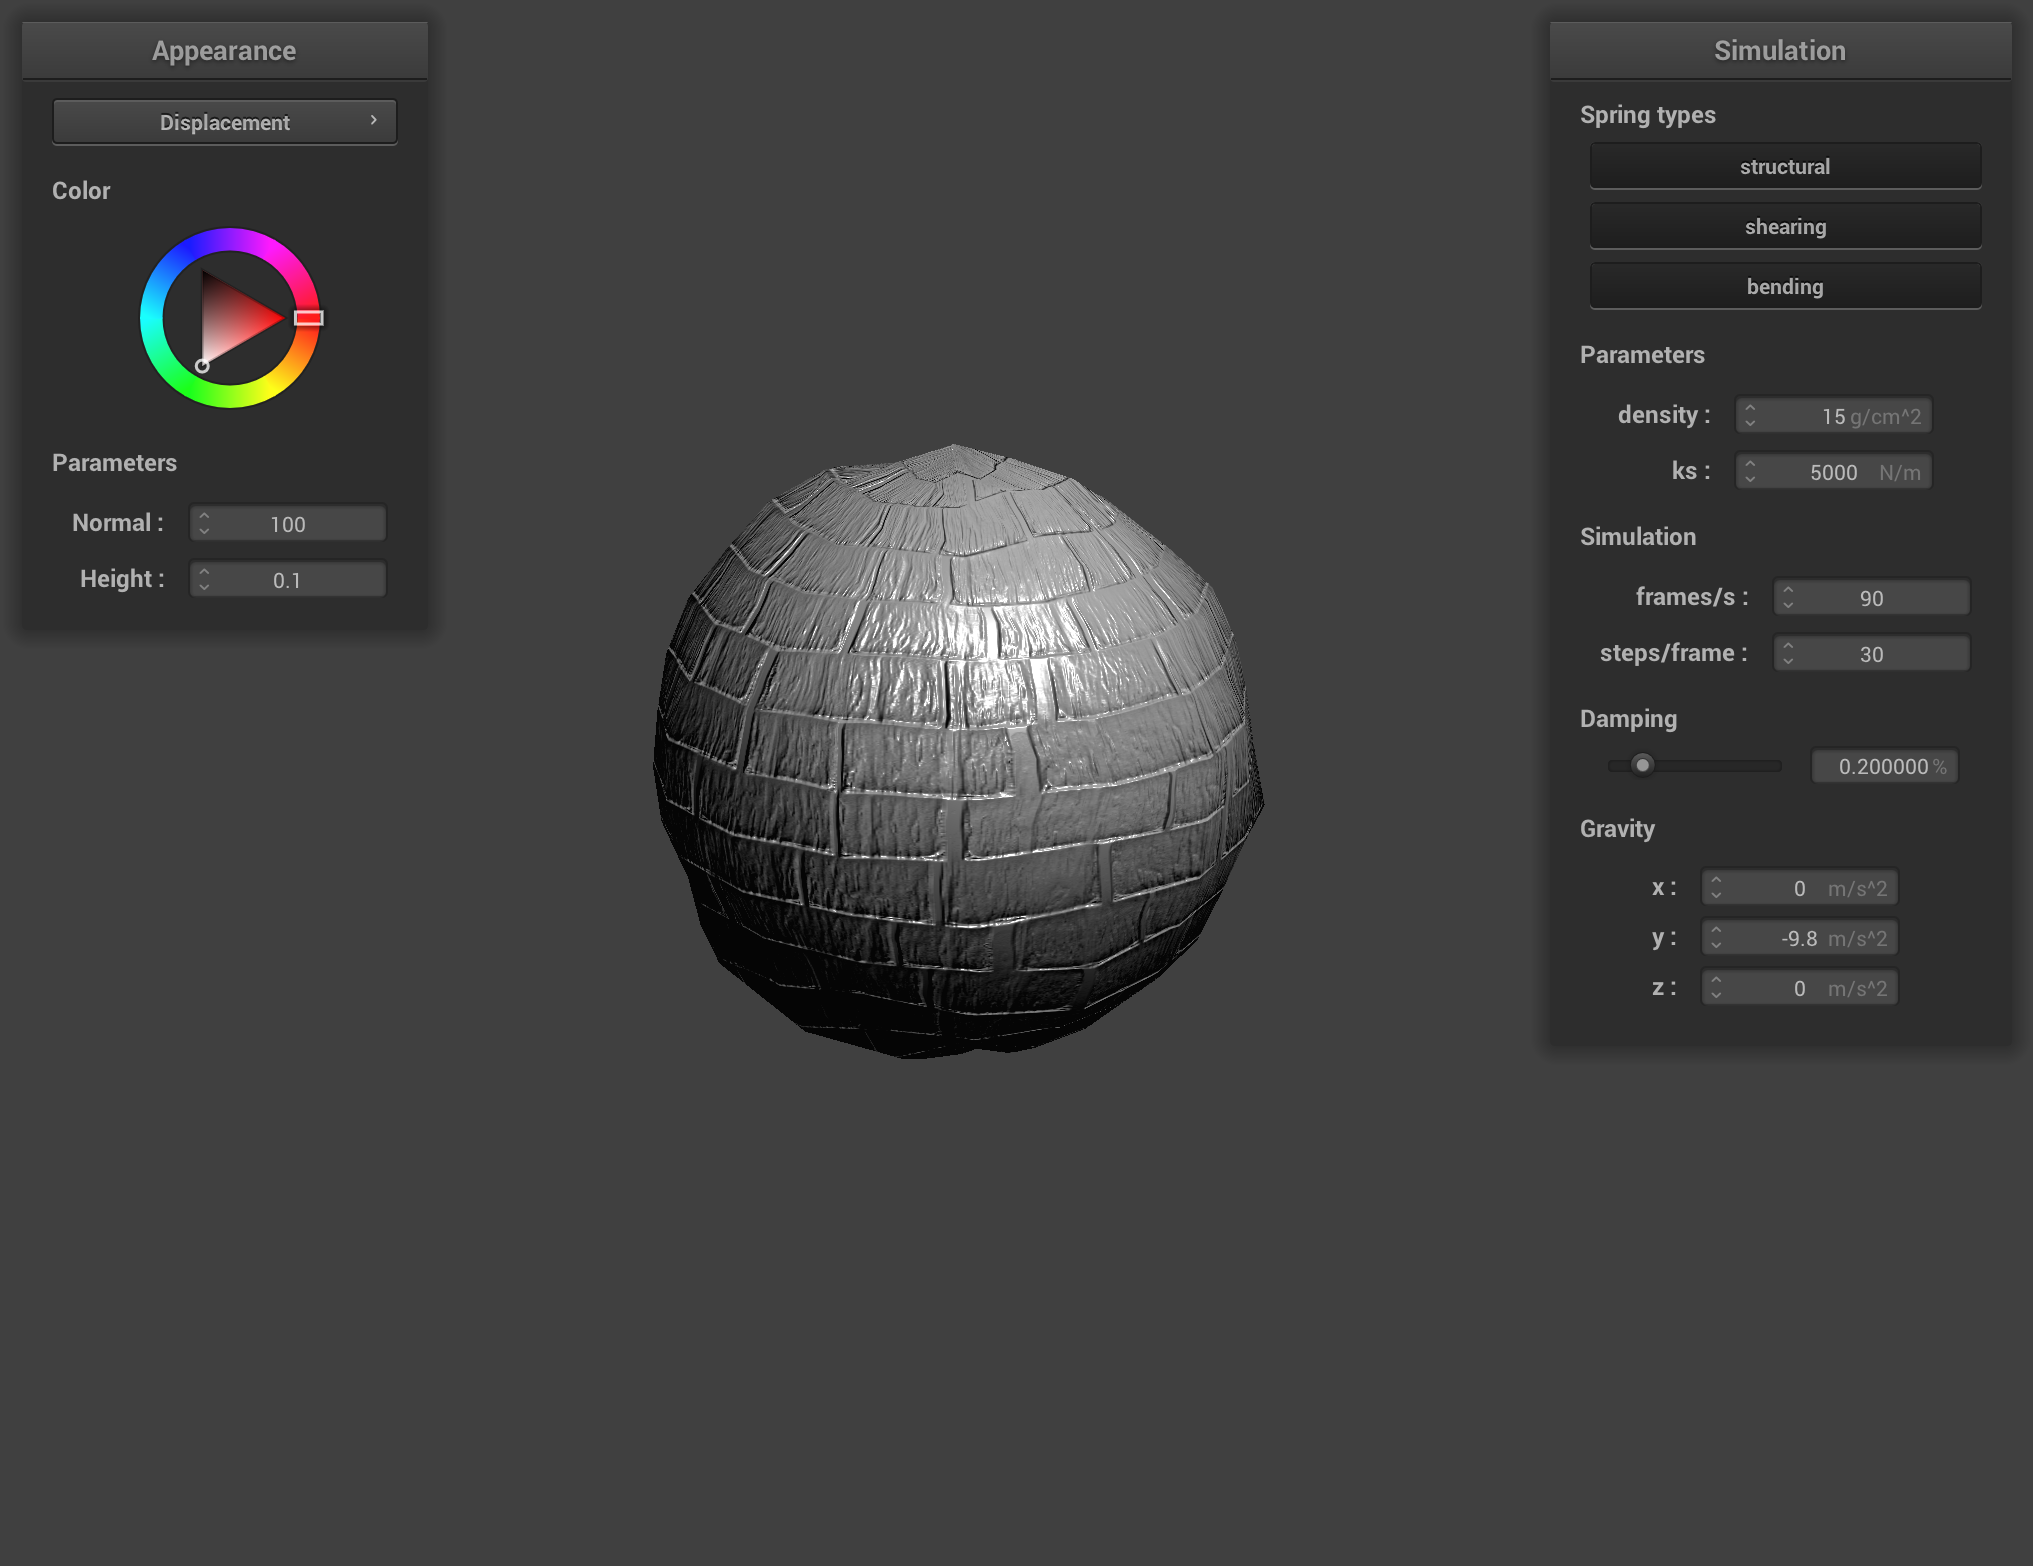 Appearance
Displacement
Color
Parameters
Normal : 100
Height : 0.1
Simulation
Spring types
structural
shearing
bending
Parameters
density : 15 g/cm^2
ks : 5000 N/m
Simulation
frames/s : 90
steps/frame : 30
Damping
0.200000 %
Gravity
x : 0 m/s^2
y : -9.8 m/s^2
z : 0 m/s^2